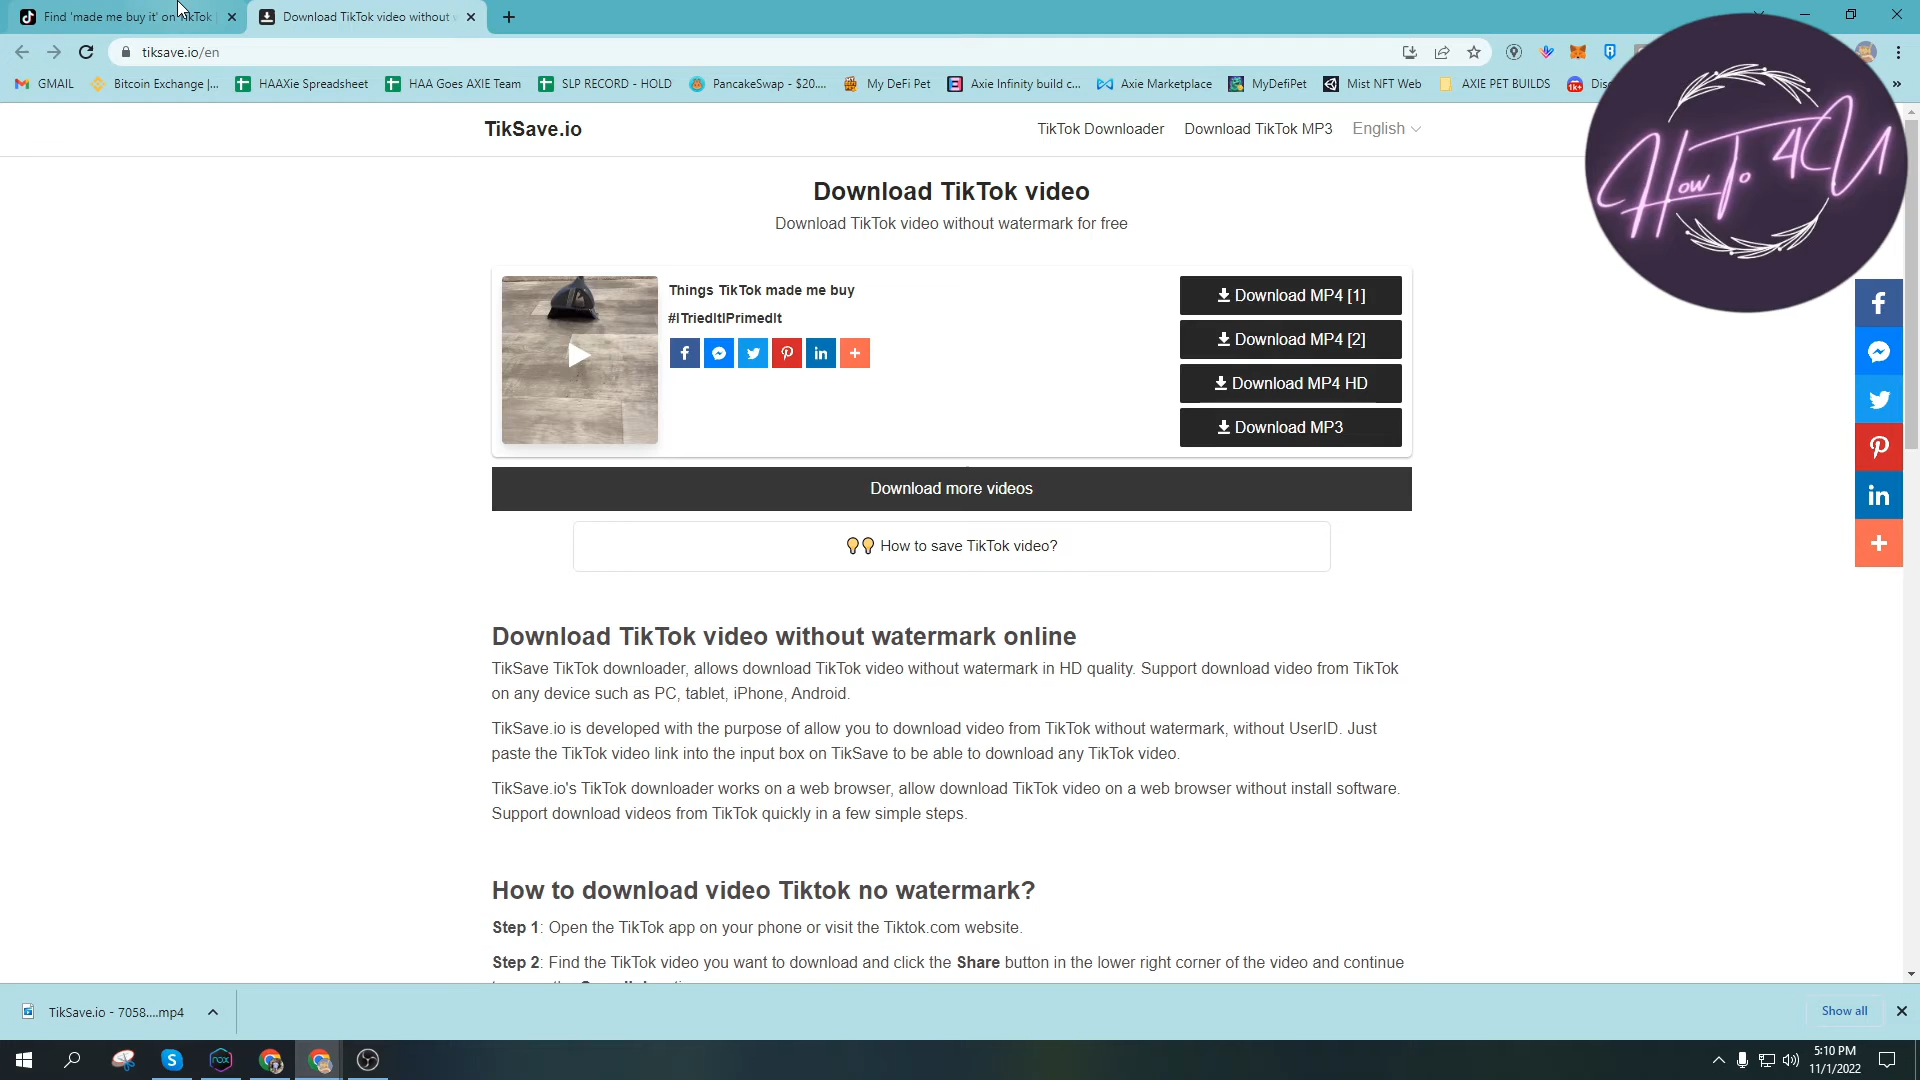 Find 'made me buy it' on TikTok
Download TikTok video without
tiksave.io/en
GMAIL
Bitcoin Exchange |...
HAAXie Spreadsheet
HAA Goes AXIE Team
SLP RECORD - HOLD
PancakeSwap - $20....
My DeFi Pet
Axie Infinity build c...
Axie Marketplace
MyDefiPet
Mist NFT Web
AXIE PET BUILDS
1k+
»
HowTo 4U
TikSave.io
TikTok Downloader
Download TikTok MP3
English
Download TikTok video
Download TikTok video without watermark for free
Things TikTok made me buy
#ITriedItIPrimedIt
Download MP4 [1]
Download MP4 [2]
Download MP4 HD
Download MP3
Download more videos
How to save TikTok video?
Download TikTok video without watermark online
TikSave TikTok downloader, allows download TikTok video without watermark in HD quality. Support download video from TikTok
on any device such as PC, tablet, iPhone, Android.
TikSave.io is developed with the purpose of allow you to download video from TikTok without watermark, without UserID. Just
paste the TikTok video link into the input box on TikSave to be able to download any TikTok video.
TikSave.io's TikTok downloader works on a web browser, allow download TikTok video on a web browser without install software.
Support download videos from TikTok quickly in a few simple steps.
How to download video Tiktok no watermark?
Step 1: Open the TikTok app on your phone or visit the Tiktok.com website.
Step 2: Find the TikTok video you want to download and click the Share button in the lower right corner of the video and continue
TikSave.io - 7058....mp4
Show all
5:10 PM
11/1/2022